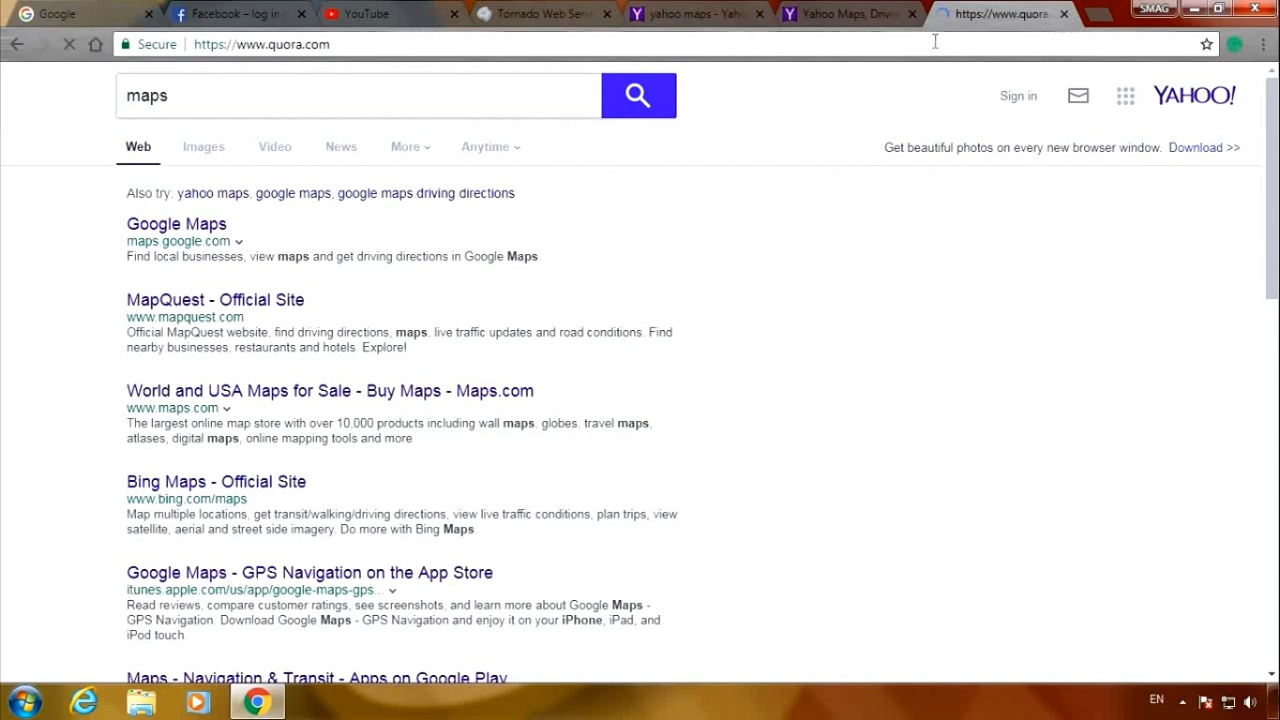 Google
Facebook – log in
YouTube
Tornado Web Serv
yahoo maps - Yaho
Yahoo Maps, Drivi
https://www.quora.
SMAG
Secure
https://www.quora.com
maps
Sign in
YAHOO!
Web
Images
Video
News
More
Anytime
Get beautiful photos on every new browser window. Download >>
Also try: yahoo maps, google maps, google maps driving directions
Google Maps
maps.google.com
Find local businesses, view maps and get driving directions in Google Maps.
MapQuest - Official Site
www.mapquest.com
Official MapQuest website, find driving directions, maps, live traffic updates and road conditions. Find
nearby businesses, restaurants and hotels. Explore!
World and USA Maps for Sale - Buy Maps - Maps.com
www.maps.com
The largest online map store with over 10,000 products including wall maps, globes, travel maps,
atlases, digital maps, online mapping tools and more
Bing Maps - Official Site
www.bing.com/maps
Map multiple locations, get transit/walking/driving directions, view live traffic conditions, plan trips, view
satellite, aerial and street side imagery. Do more with Bing Maps.
Google Maps - GPS Navigation on the App Store
itunes.apple.com/us/app/google-maps-gps...
Read reviews, compare customer ratings, see screenshots, and learn more about Google Maps -
GPS Navigation. Download Google Maps - GPS Navigation and enjoy it on your iPhone, iPad, and
iPod touch.
Maps - Navigation & Transit - Apps on Google Play
EN